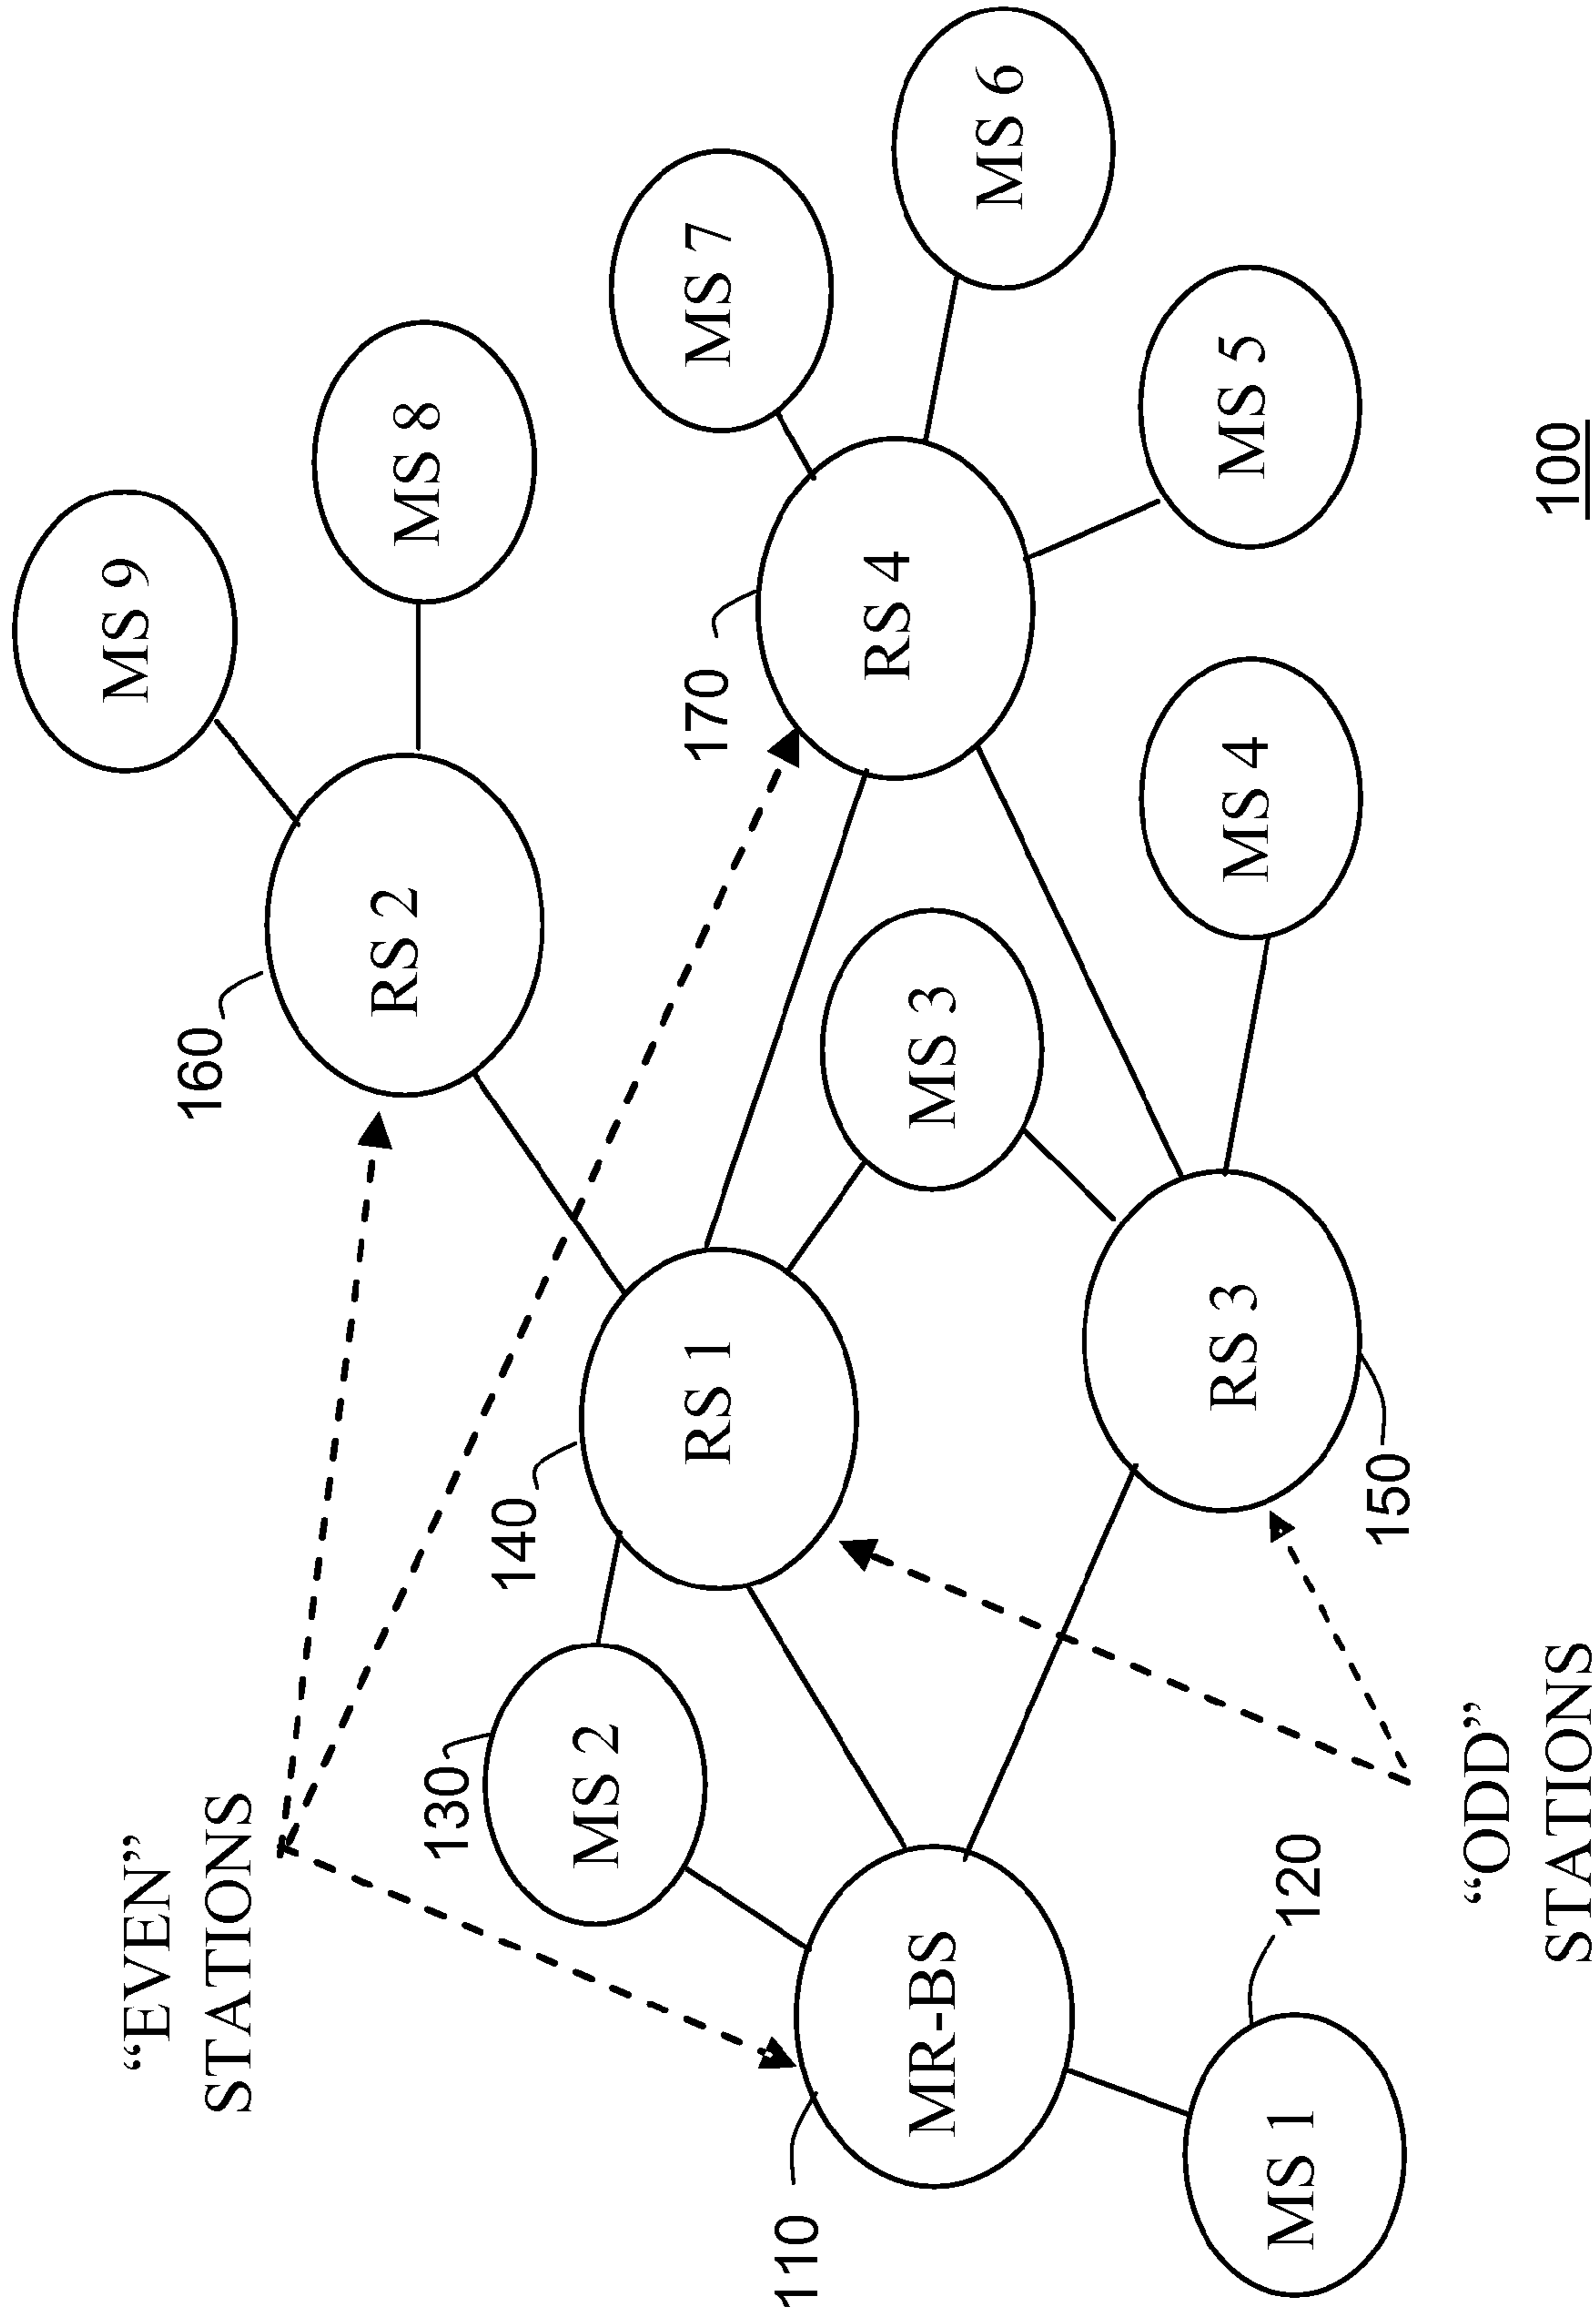 “EVEN”
STATIONS
MS 9
160
RS 2
MS 8
130
MS 2
140
RS 1
170
MS 7
110
MR-BS
MS 3
RS 4
MS 6
MS 1
120
RS 3
150
MS 4
MS 5
“ODD”
STATIONS
100